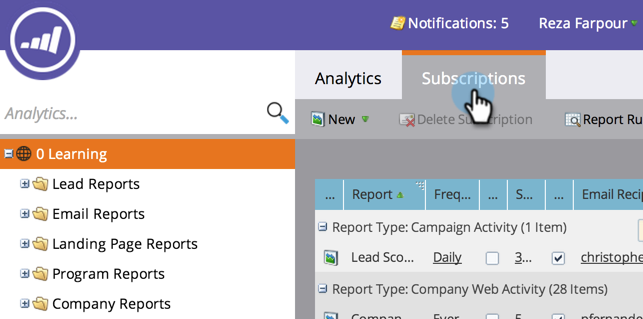 Notifications: 5 Reza Farpour
Analytics Subscriptions
Analytics...
New Delete Subscription Report Ru
0 Learning
Lead Reports
Email Reports
Landing Page Reports
Program Reports
Company Reports
... Report Freq... ... S... ... Email Recip
Report Type: Campaign Activity (1 Item)
Lead Sco... Daily 3... christophe
Report Type: Company Web Activity (28 Items)
Compan Ever 5 nfernande